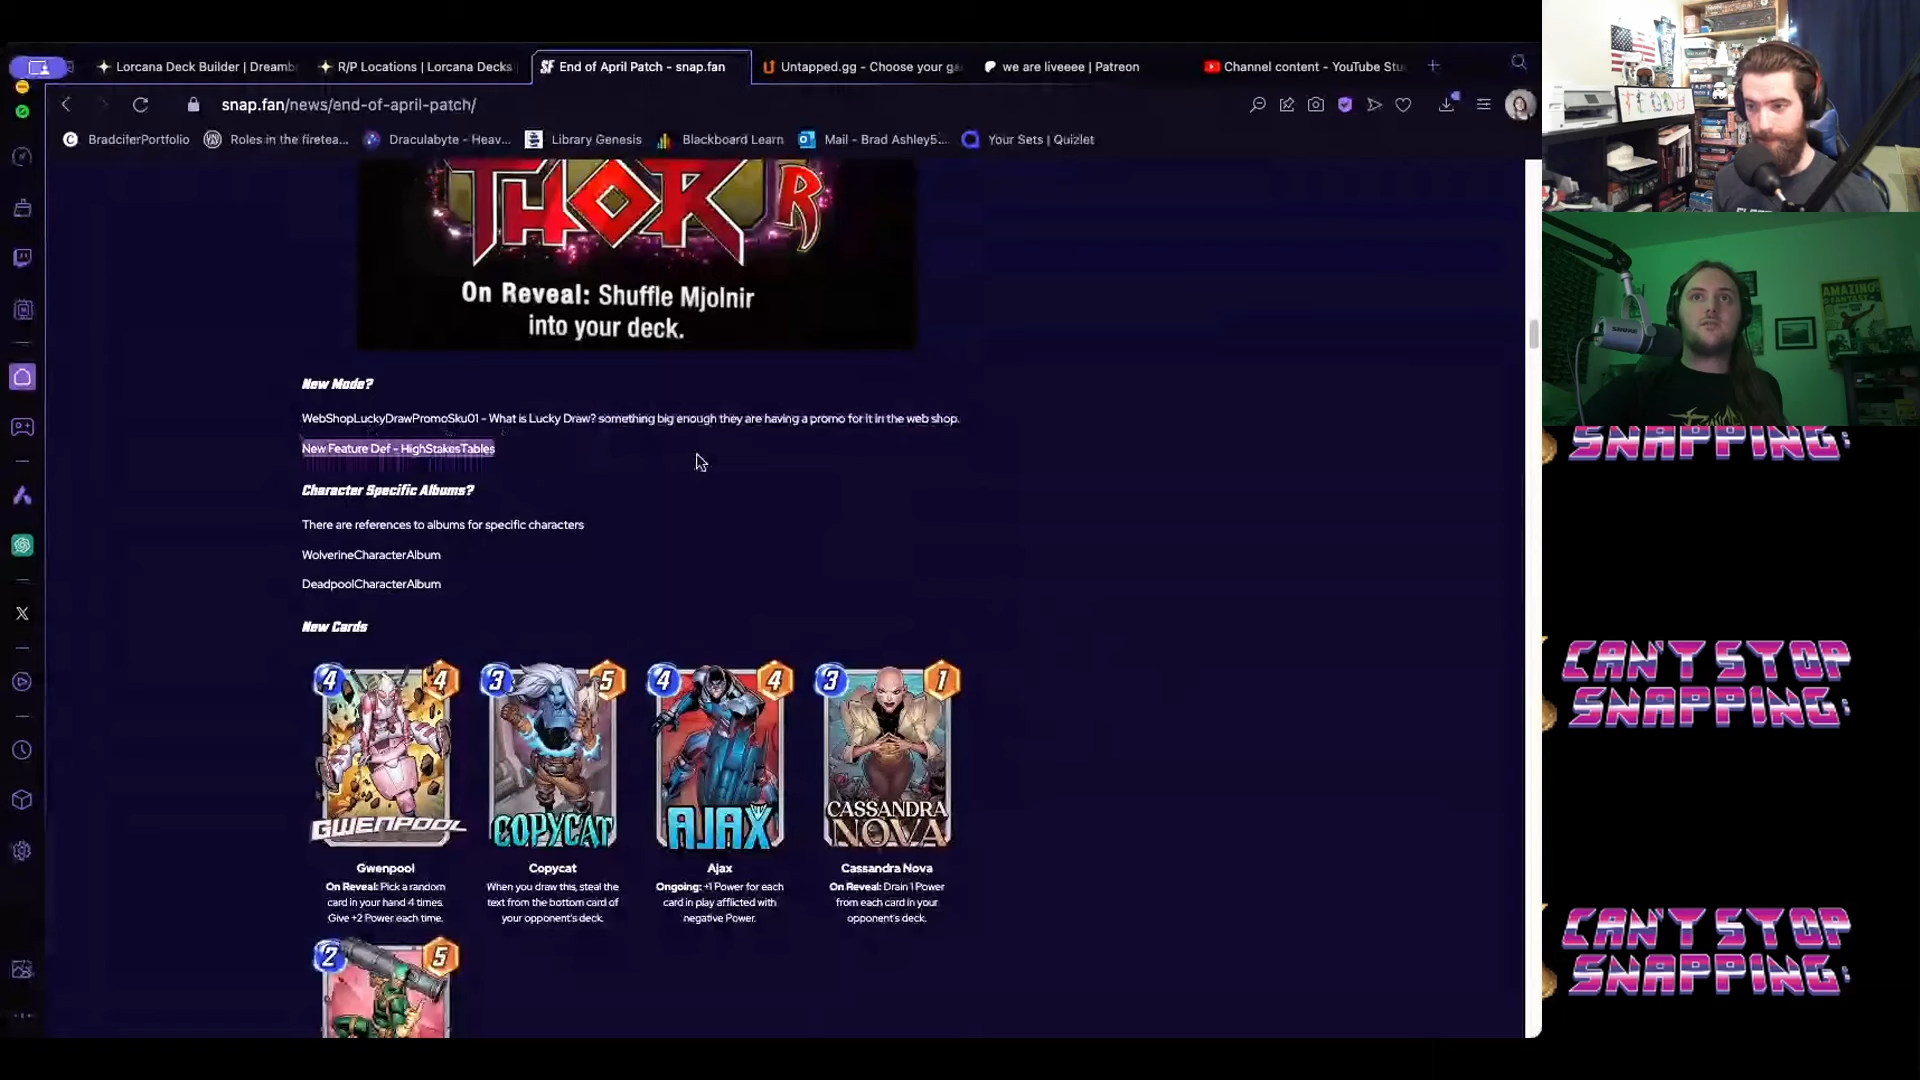 Lorcana Deck Builder | Dreamb
R/P Locations | Lorcana Decks
End of April Patch - snap.fan
Untapped.gg - Choose your ga
we are liveeee | Patreon
Channel content - YouTube Stu
snap.fan/news/end-of-april-patch/
BradciferPortfolio
Roles in the firetea...
Draculabyte - Heav...
Library Genesis
Blackboard Learn
Mail - Brad Ashley5...
Your Sets | Quizlet
THOR
On Reveal: Shuffle Mjolnir
into your deck.
New Mode?
WebShopLuckyDrawPromoSku01 - What is Lucky Draw? something big enough they are having a promo for it in the web shop.
New Feature Def - HighStakesTables
Character Specific Albums?
There are references to albums for specific characters
WolverineCharacterAlbum
DeadpoolCharacterAlbum
New Cards
4 4 3 5 4 4 3 1
GWENPOOL
COPYCAT
AJAX
CASSANDRA
NOVA
Gwenpool
On Reveal: Pick a random
card in your hand 4 times.
Give +2 Power each time.
Copycat
When you draw this, steal the
text from the bottom card of
your opponent's deck.
Ajax
Ongoing: +1 Power for each
card in play afflicted with
negative Power.
Cassandra Nova
On Reveal: Drain 1 Power
from each card in your
opponent's deck.
2 5
AMAZING
FANTASY
SHURE
SNAPPING:
CAN'T STOP
SNAPPING:
CAN'T STOP
SNAPPING: